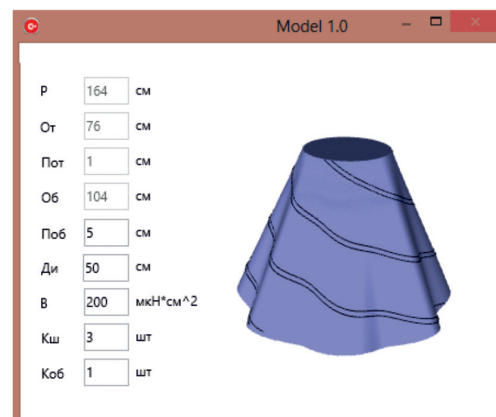 Model 1.0
Р 164 см
От 76 см
Пот 1 см
Об 104 см
Поб 5 см
Ди 50 см
В 200 мкН*см^2
Кш 3 шт
Коб 1 шт